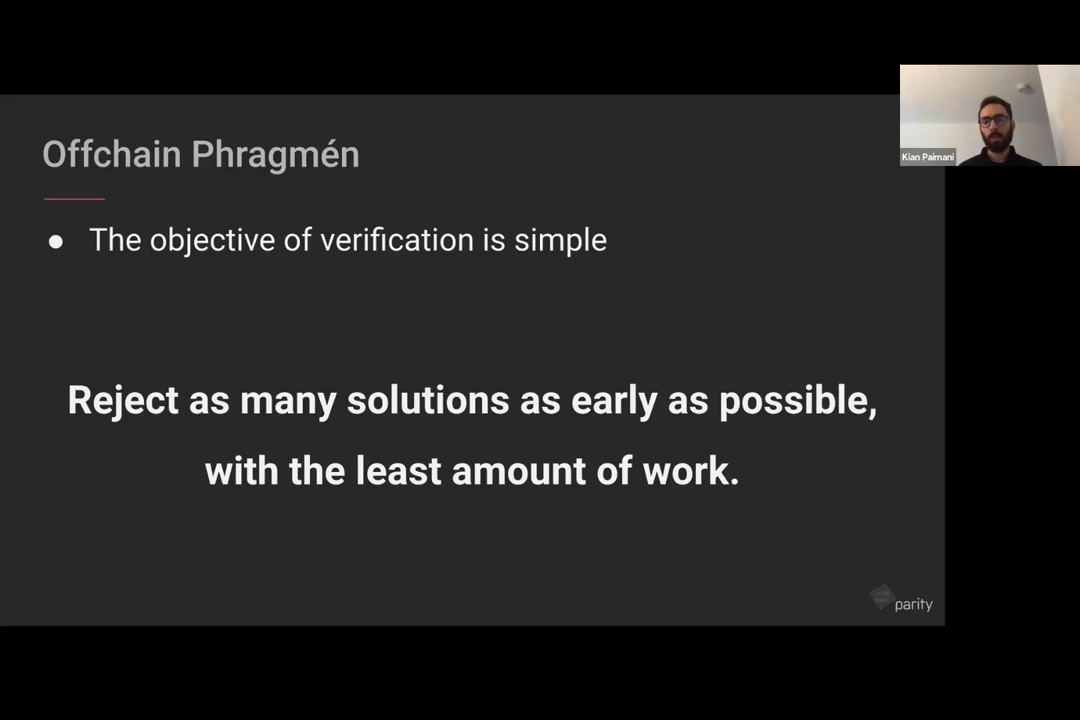 Offchain Phragmén
Kian Paimani
● The objective of verification is simple
Reject as many solutions as early as possible,
with the least amount of work.
parity